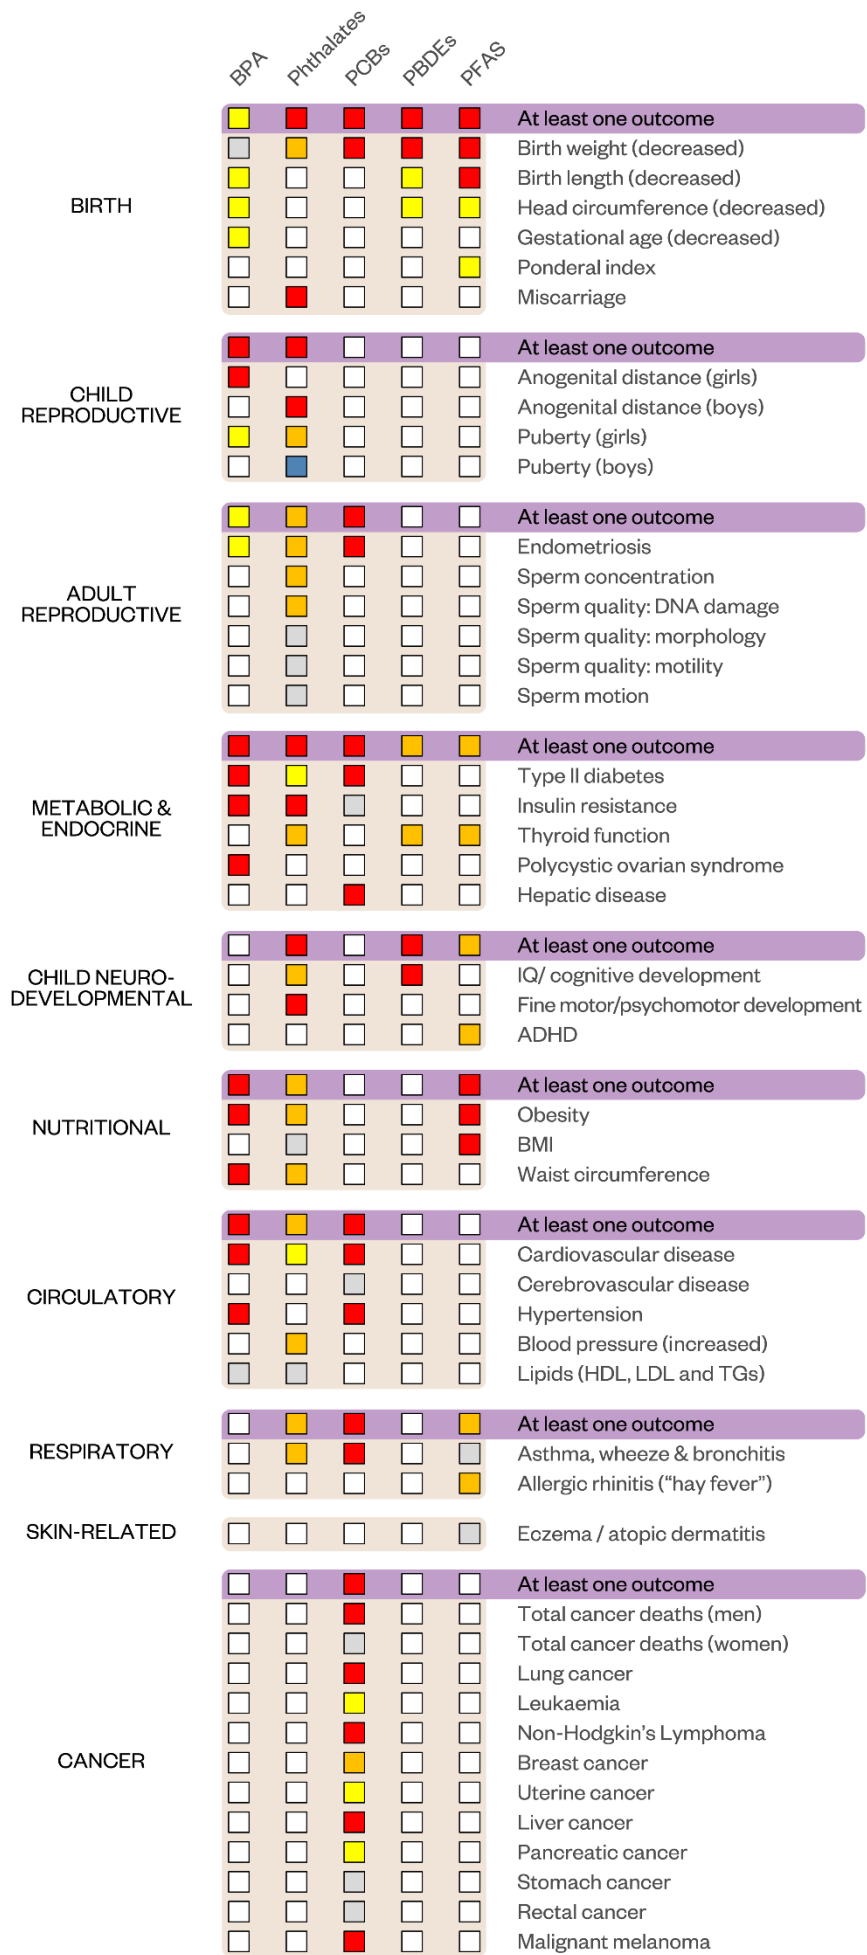 BPA
Phthalates
PCBs
PBDEs
PFAS
BIRTH
At least one outcome
Birth weight (decreased)
Birth length (decreased)
Head circumference (decreased)
Gestational age (decreased)
Ponderal index
Miscarriage
CHILD
REPRODUCTIVE
At least one outcome
Anogenital distance (girls)
Anogenital distance (boys)
Puberty (girls)
Puberty (boys)
ADULT
REPRODUCTIVE
At least one outcome
Endometriosis
Sperm concentration
Sperm quality: DNA damage
Sperm quality: morphology
Sperm quality: motility
Sperm motion
METABOLIC &
ENDOCRINE
At least one outcome
Type II diabetes
Insulin resistance
Thyroid function
Polycystic ovarian syndrome
Hepatic disease
CHILD NEURO-
DEVELOPMENTAL
At least one outcome
IQ/ cognitive development
Fine motor/psychomotor development
ADHD
NUTRITIONAL
At least one outcome
Obesity
BMI
Waist circumference
CIRCULATORY
At least one outcome
Cardiovascular disease
Cerebrovascular disease
Hypertension
Blood pressure (increased)
Lipids (HDL, LDL and TGs)
RESPIRATORY
At least one outcome
Asthma, wheeze & bronchitis
Allergic rhinitis (“hay fever”)
SKIN-RELATED
Eczema / atopic dermatitis
CANCER
At least one outcome
Total cancer deaths (men)
Total cancer deaths (women)
Lung cancer
Leukaemia
Non-Hodgkin’s Lymphoma
Breast cancer
Uterine cancer
Liver cancer
Pancreatic cancer
Stomach cancer
Rectal cancer
Malignant melanoma